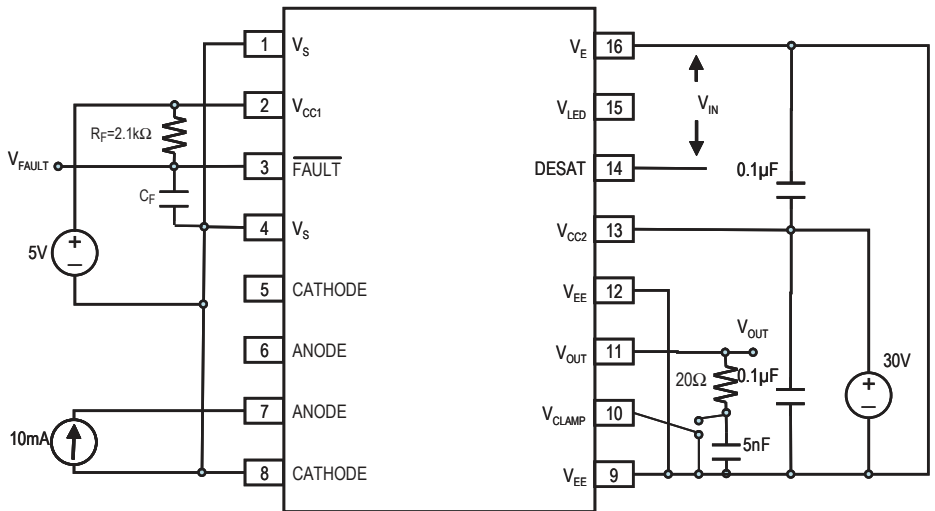 1 V_S
2 V_CC1
3 FAULT
4 V_S
5 CATHODE
6 ANODE
7 ANODE
8 CATHODE
V_E 16
V_LED 15
DESAT 14
V_CC2 13
V_EE 12
V_OUT 11
V_CLAMP 10
V_EE 9
R_F=2.1kΩ
V_FAULT
C_F
5V
+
–
10mA
V_IN
0.1µF
V_OUT
20Ω
0.1µF
5nF
30V
+
–